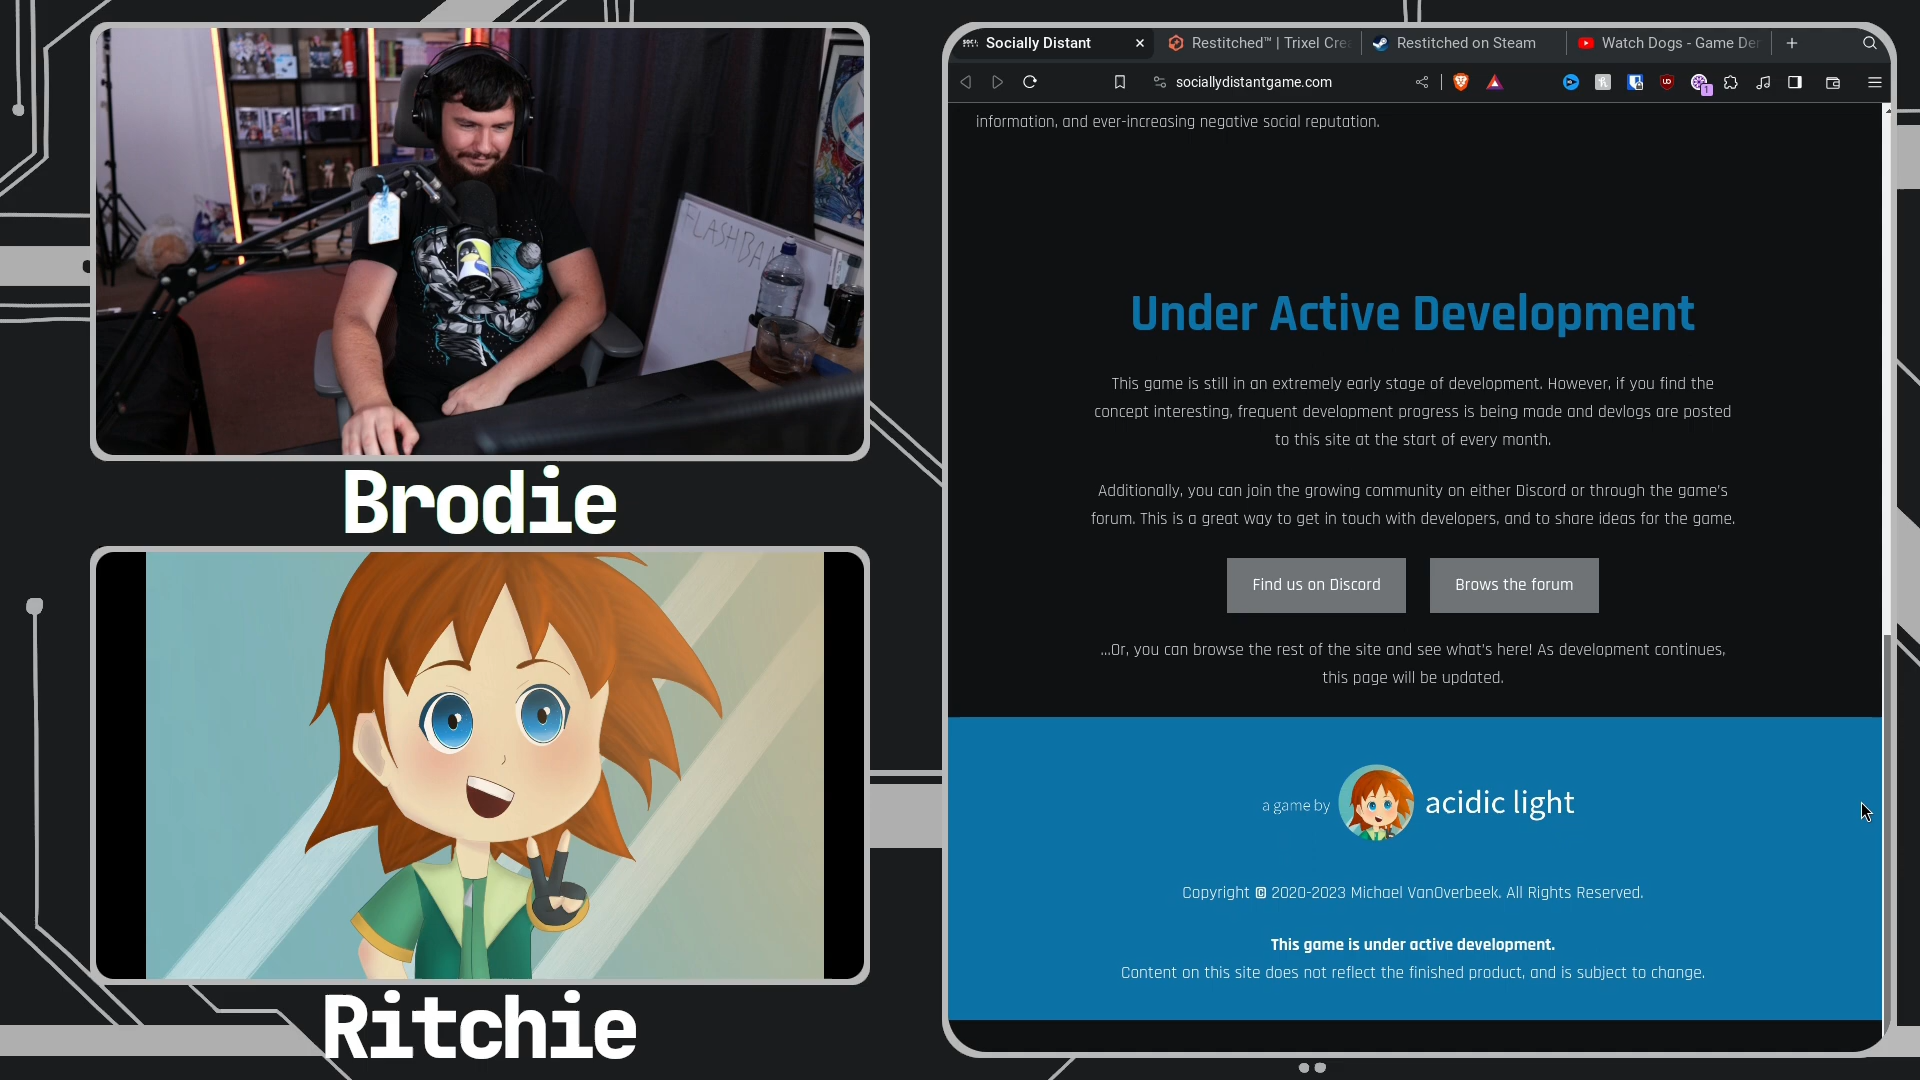 Socially Distant
Restitched™ | Trixel Crea
Restitched on Steam
Watch Dogs - Game De
sociallydistantgame.com
1
information, and ever-increasing negative social reputation.
FLASHBA
Under Active Development
This game is still in an extremely early stage of development. However, if you find the
concept interesting, frequent development progress is being made and devlogs are posted
to this site at the start of every month.
Additionally, you can join the growing community on either Discord or through the game's
forum. This is a great way to get in touch with developers, and to share ideas for the game.
Find us on Discord
Brows the forum
...Or, you can browse the rest of the site and see what's here! As development continues,
this page will be updated.
a game by
acidic light
Copyright © 2020-2023 Michael VanOverbeek. All Rights Reserved.
This game is under active development.
Content on this site does not reflect the finished product, and is subject to change.
Brodie
Ritchie